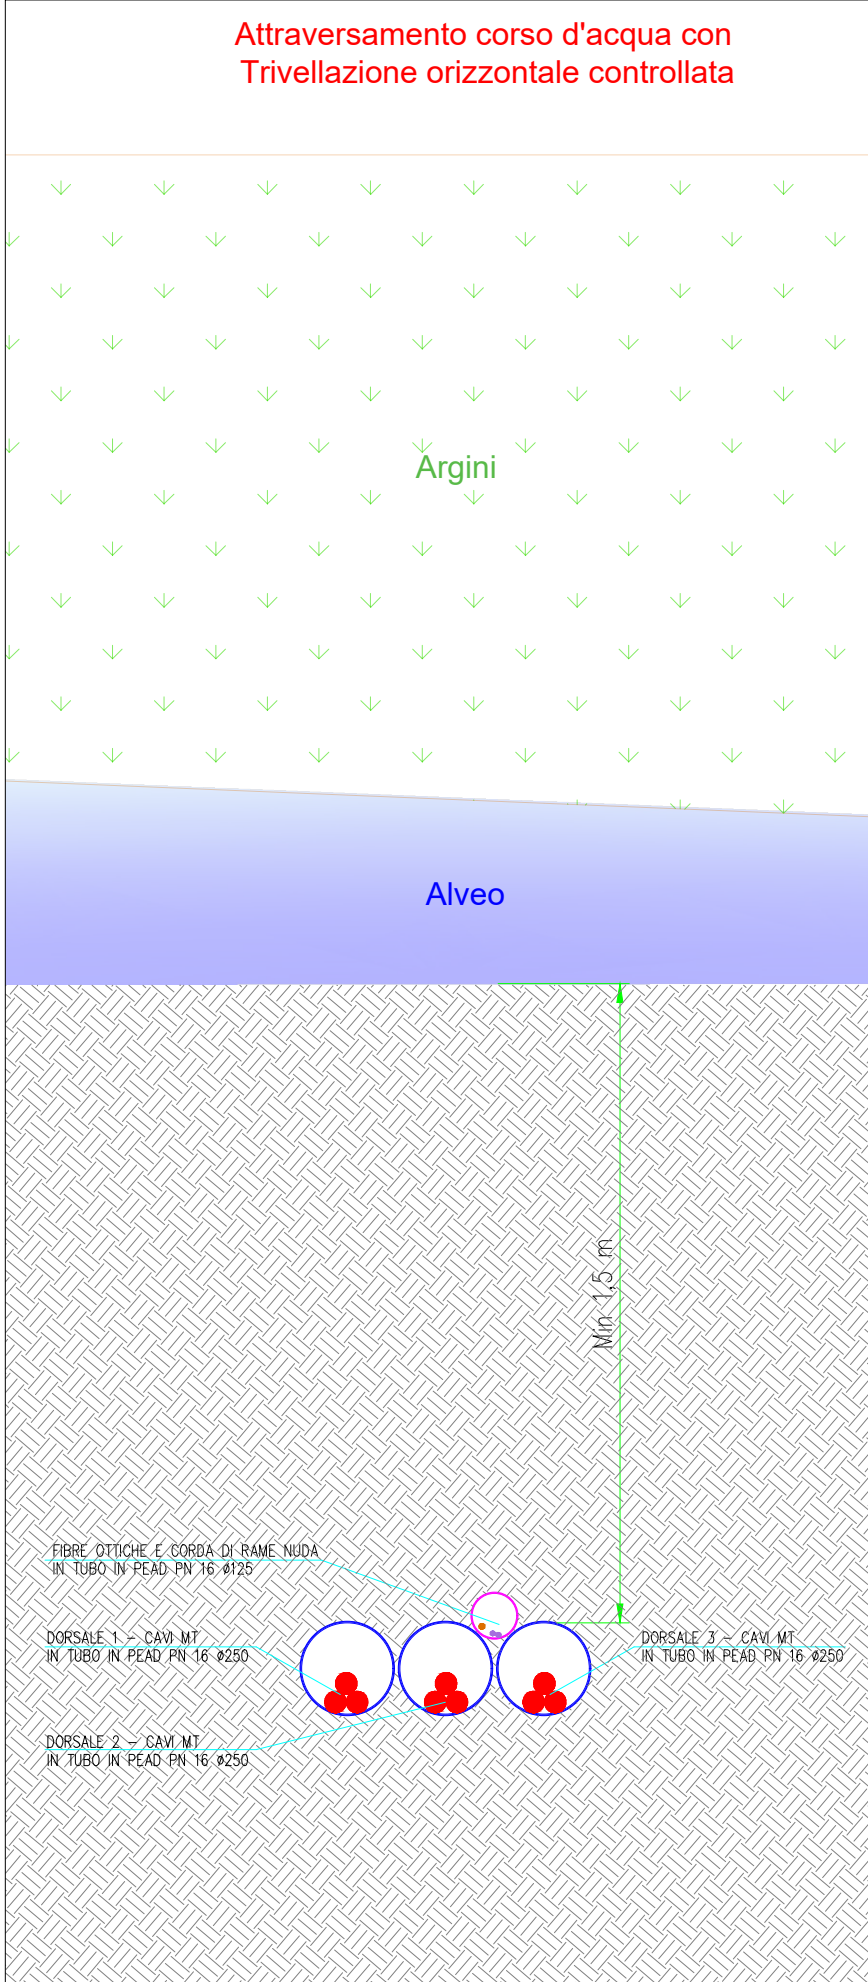 Attraversamento corso d'acqua con
Trivellazione orizzontale controllata
Argini
Alveo
Min 1,5 m
FIBRE OTTICHE E CORDA DI RAME NUDA
IN TUBO IN PEAD PN 16 ø125
DORSALE 1 - CAVI MT
IN TUBO IN PEAD PN 16 ø250
DORSALE 3 - CAVI MT
IN TUBO IN PEAD PN 16 ø250
DORSALE 2 - CAVI MT
IN TUBO IN PEAD PN 16 ø250